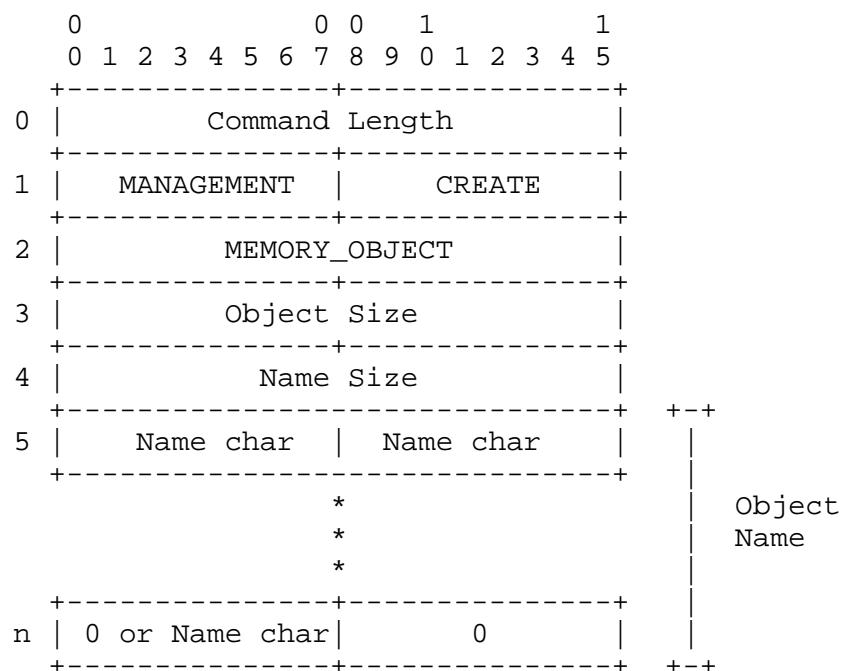 0             0 0   1         1
       0 1 2 3 4 5 6 7 8 9 0 1 2 3 4 5
      +---------------+---------------+
    0 |        Command Length         |
      +---------------+---------------+
    1 |   MANAGEMENT  |     CREATE    |
      +---------------+---------------+
    2 |         MEMORY_OBJECT         |
      +---------------+---------------+
    3 |         Object Size           |
      +---------------+---------------+
    4 |           Name Size           |
      +-------------------------------+  +-+
    5 |    Name char  |  Name char    |   |
      +---------------+---------------+   |
                      *                   |  Object
                      *                   |  Name
                      *                   |
      +---------------+---------------+   |
    n | 0 or Name char|       0       |   |
      +---------------+---------------+  +-+